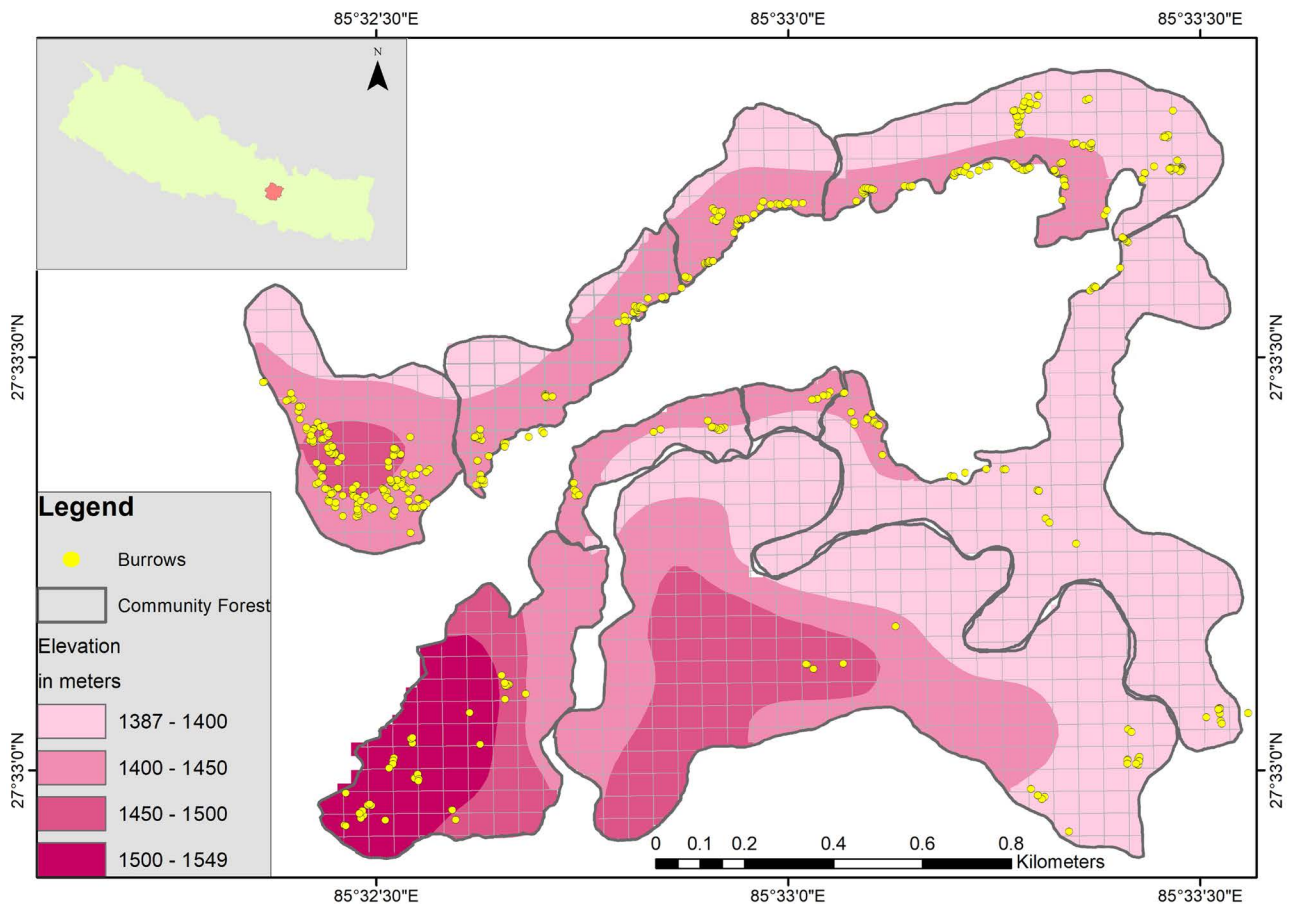 85°32'30"E 85°33'0"E 85°33'30"E
N
27°33'30"N 27°33'30"N
Legend
Burrows
Community Forest
Elevation
in meters
1387 - 1400
1400 - 1450
1450 - 1500
1500 - 1549
27°33'0"N 27°33'0"N
0 0.1 0.2 0.4 0.6 0.8
Kilometers
85°32'30"E 85°33'0"E 85°33'30"E